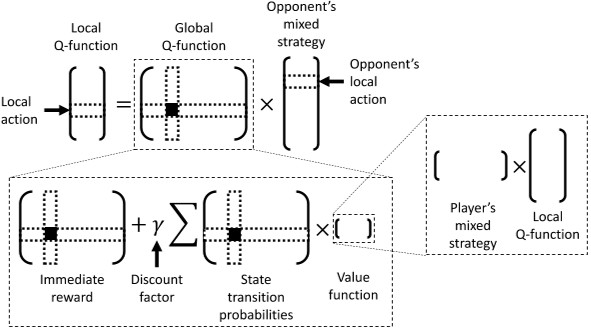 Local
Q-function
Global
Q-function
Opponent's
mixed
strategy
Local
action
=
×
Opponent's
local
action
+ γ ∑
×
Immediate
reward
Discount
factor
State
transition
probabilities
Value
function
×
Player's
mixed
strategy
Local
Q-function